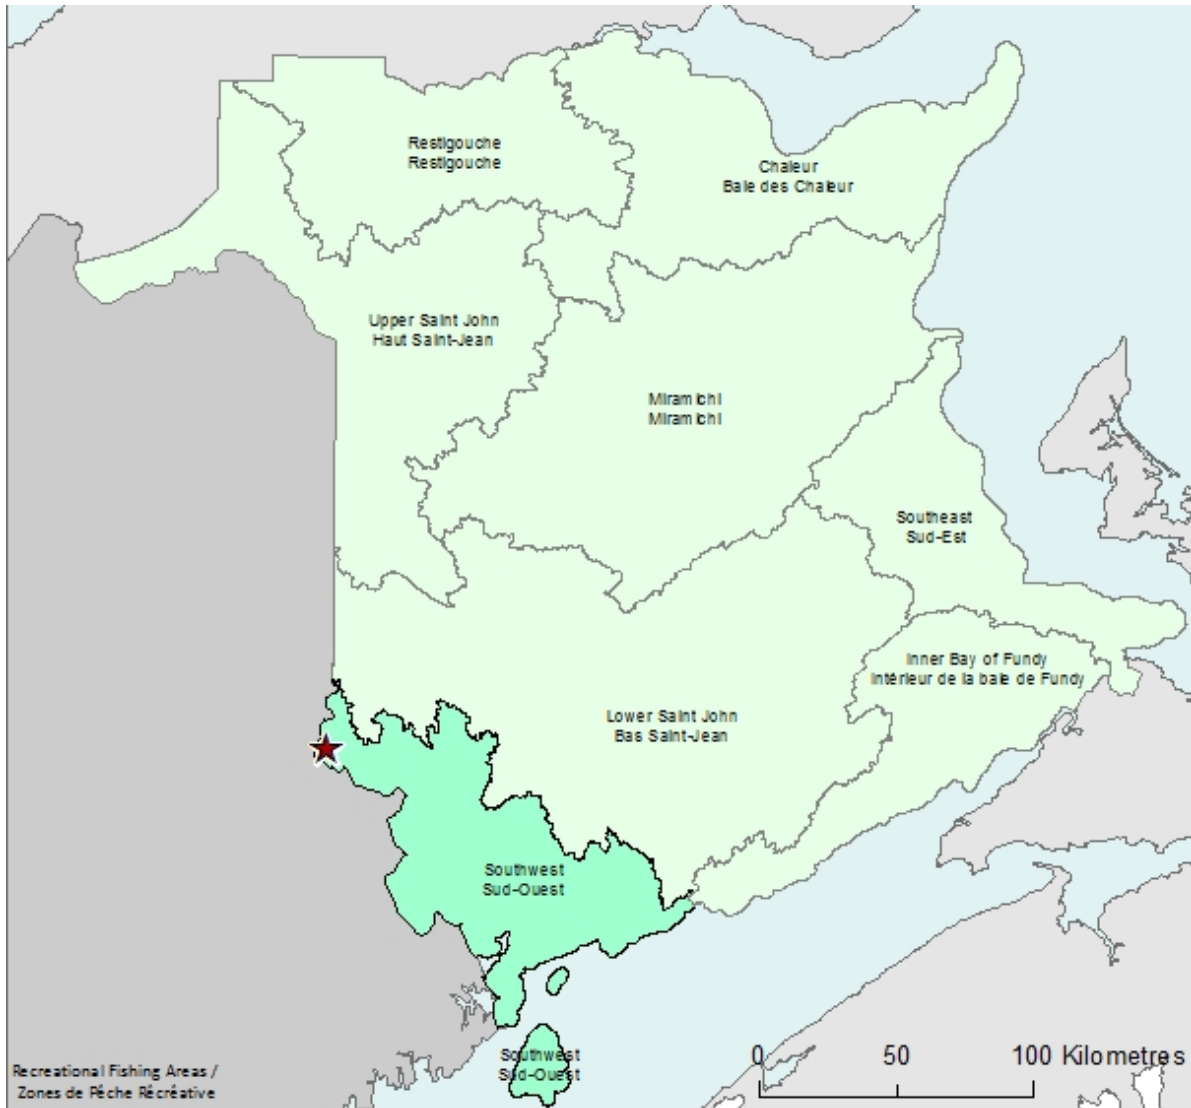 Restigouche
Restigouche
Chaleur
Baie des Chaleur
Upper Saint John
Haut Saint-Jean
Miramichi
Miramichi
Southeast
Sud-Est
Inner Bay of Fundy
Intérieur de la baie de Fundy
Lower Saint John
Bas Saint-Jean
Southwest
Sud-Ouest
Southwest
Sud-Ouest
0 50 100 Kilometres
Recreational Fishing Areas /
Zones de Pêche Récréative